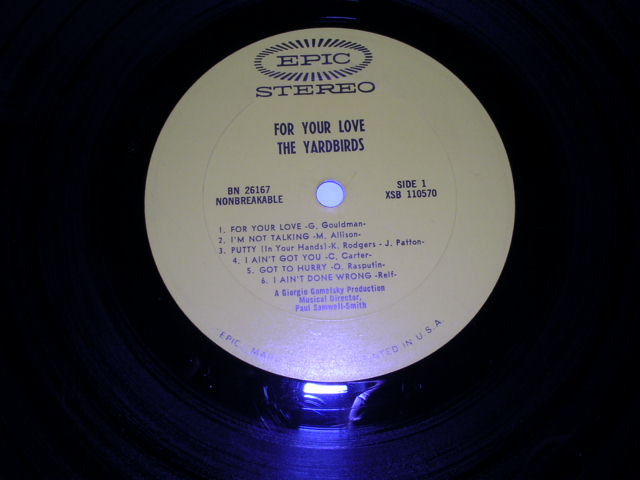 EPIC
STEREO
FOR YOUR LOVE
THE YARDBIRDS
BN 26167
NONBREAKABLE
SIDE 1
XSB 110570
1. FOR YOUR LOVE -G. Gouldman-
2. I'M NOT TALKING -M. Allison-
3. PUTTY (In Your Hands) -K. Rodgers - J. Patton-
4. I AIN'T GOT YOU -C. Carter-
5. GOT TO HURRY -O. Rasputin-
6. I AIN'T DONE WRONG -Relf-
A Giorgio Gomelsky Production
Musical Director,
Paul Samwell-Smith
EPIC, IN U.S.A.